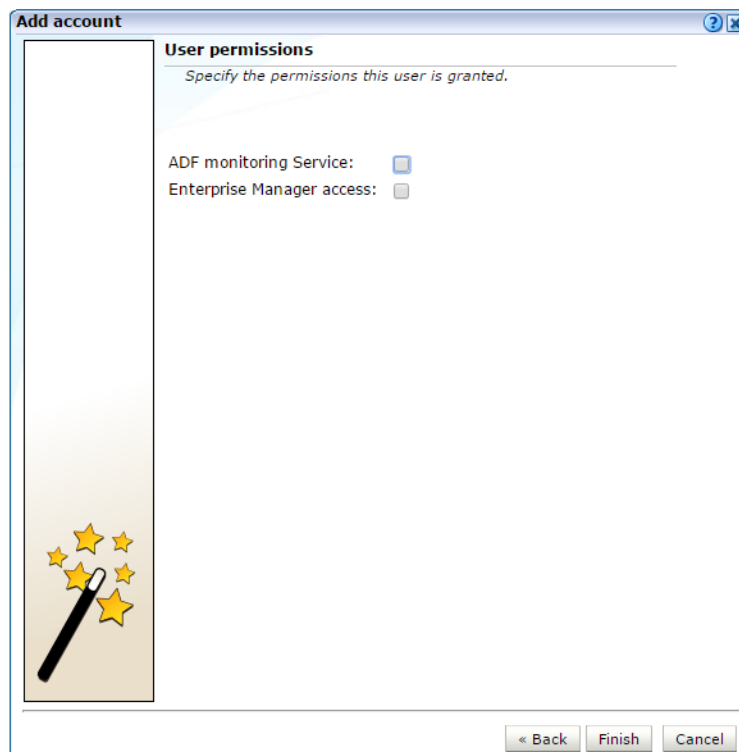 Add account
?
User permissions
Specify the permissions this user is granted.
ADF monitoring Service:
Enterprise Manager access:
« Back Finish Cancel